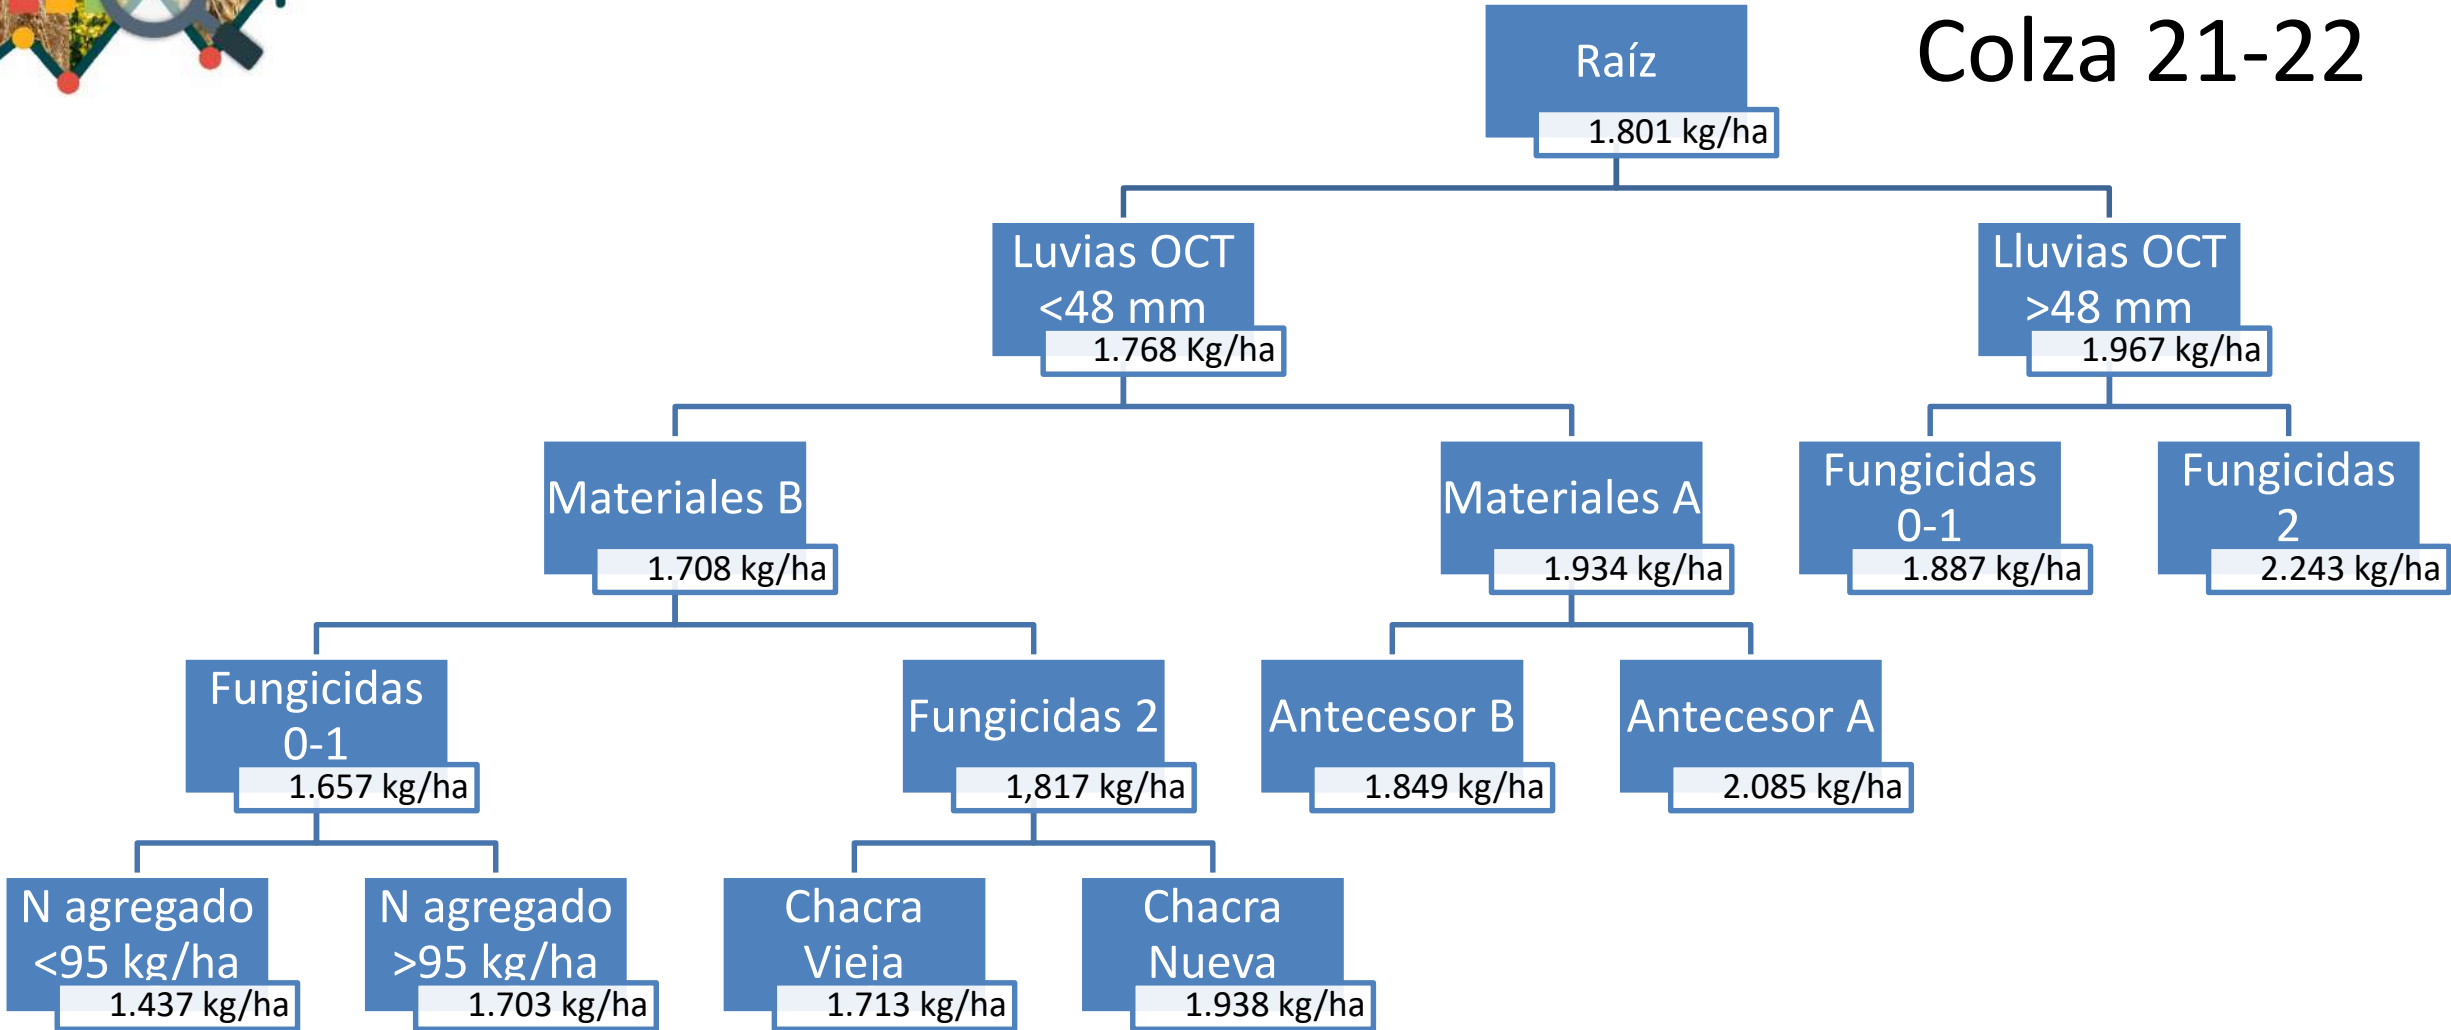 Colza 21-22
Raíz
1.801 kg/ha
Luvias OCT
<48 mm
1.768 Kg/ha
Lluvias OCT
>48 mm
1.967 kg/ha
Materiales B
1.708 kg/ha
Materiales A
1.934 kg/ha
Fungicidas
0-1
1.887 kg/ha
Fungicidas
2
2.243 kg/ha
Fungicidas
0-1
1.657 kg/ha
Fungicidas 2
1,817 kg/ha
Antecesor B
1.849 kg/ha
Antecesor A
2.085 kg/ha
N agregado
<95 kg/ha
1.437 kg/ha
N agregado
>95 kg/ha
1.703 kg/ha
Chacra
Vieja
1.713 kg/ha
Chacra
Nueva
1.938 kg/ha